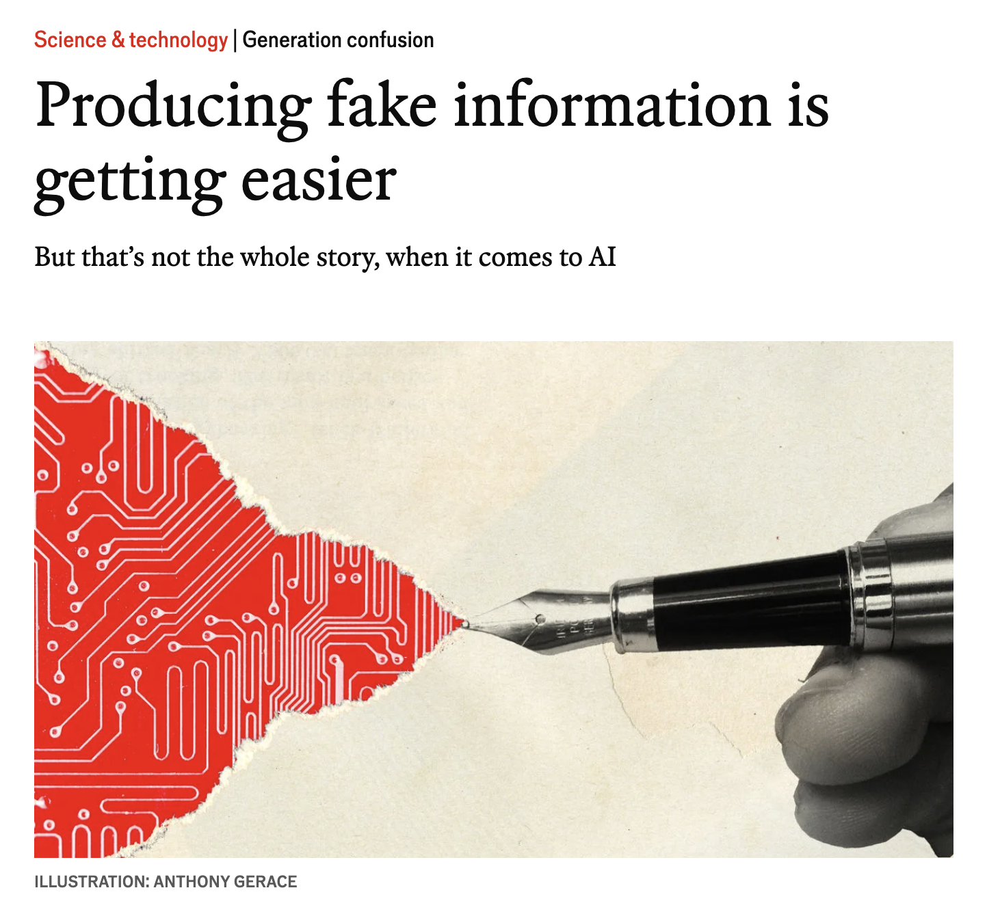 Science & technology | Generation confusion
Producing fake information is
getting easier
But that’s not the whole story, when it comes to AI
ILLUSTRATION: ANTHONY GERACE